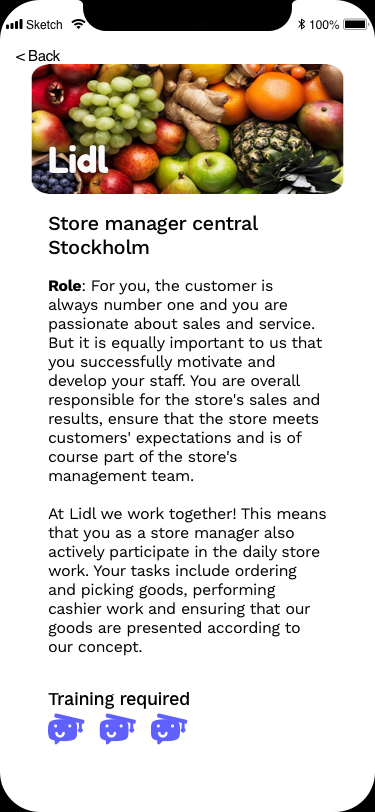 Sketch
100%
< Back
Lidl
Store manager central
Stockholm
Role: For you, the customer is
always number one and you are
passionate about sales and service.
But it is equally important to us that
you successfully motivate and
develop your staff. You are overall
responsible for the store's sales and
results, ensure that the store meets
customers' expectations and is of
course part of the store's
management team.
At Lidl we work together! This means
that you as a store manager also
actively participate in the daily store
work. Your tasks include ordering
and picking goods, performing
cashier work and ensuring that our
goods are presented according to
our concept.
Training required